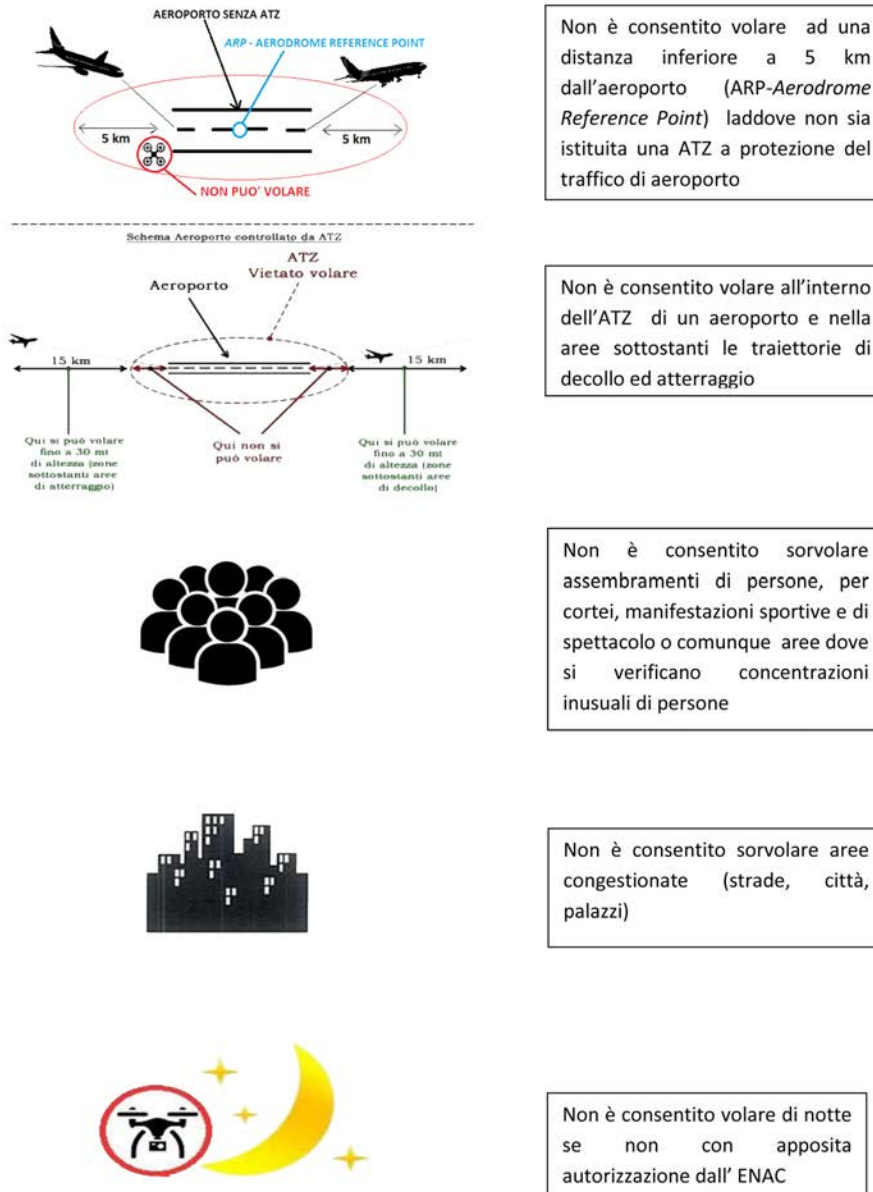 AEROPORTO SENZA ATZ
ARP - AERODROME REFERENCE POINT
5 km
5 km
NON PUO' VOLARE
Non è consentito volare ad una
distanza inferiore a 5 km
dall'aeroporto (ARP-Aerodrome
Reference Point) laddove non sia
istituita una ATZ a protezione del
traffico di aeroporto
Schema Aeroporto controllato da ATZ
ATZ
Vietato volare
Aeroporto
15 km
15 km
Qui si può volare
fino a 30 mt
di altezza (zone
sottostanti aree
di atterraggio)
Qui non si
può volare
Qui si può volare
fino a 30 mt
di altezza (zone
sottostanti aree
di decollo)
Non è consentito volare all'interno
dell'ATZ di un aeroporto e nella
aree sottostanti le traiettorie di
decollo ed atterraggio
Non è consentito sorvolare
assembramenti di persone, per
cortei, manifestazioni sportive e di
spettacolo o comunque aree dove
si verificano concentrazioni
inusuali di persone
Non è consentito sorvolare aree
congestionate (strade, città,
palazzi)
Non è consentito volare di notte
se non con apposita
autorizzazione dall' ENAC